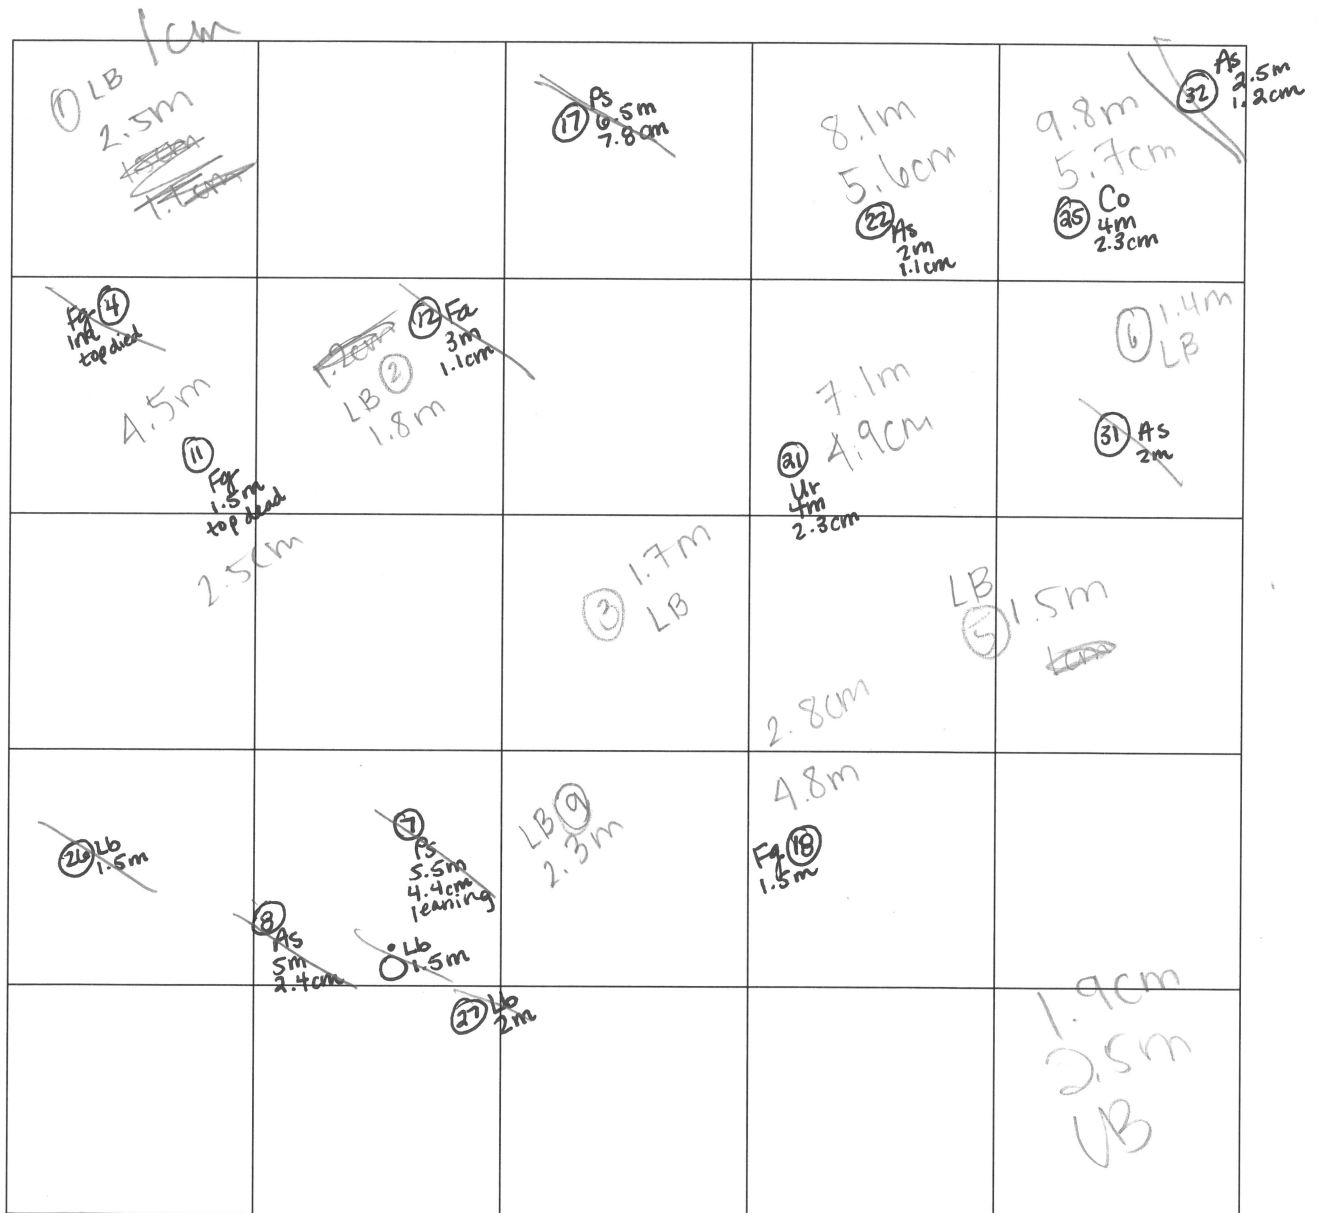 1cm
① LB
2.5m
⑰ Ps
6.5m
7.8cm
8.1m
5.6cm
㉒ As
2m
1.1cm
9.8m
5.7cm
㉕ Co
4m
2.3cm
㉜ As
2.5m
1.2cm
Fg ④
top died
4.5m
⑪
Fg
1.5m
top dead
2.5cm
⑫ Fa
3m
1.1cm
1.2cm
LB ②
1.8m
7.1m
4.9cm
㉑
Ur
4m
2.3cm
⑥ 1.4m
LB
㉛ As
2m
③ 1.7m
LB
LB
⑤ 1.5m
1cm
2.8cm
4.8m
Fg ⑱
1.5m
㉖ Lb
1.5m
⑦
Ps
5.5m
4.4cm
leaning
LB ⑨
2.3m
⑧
As
5m
2.4cm
Lb
1.5m
㉗ Lb
2m
1.9cm
2.5m
UB